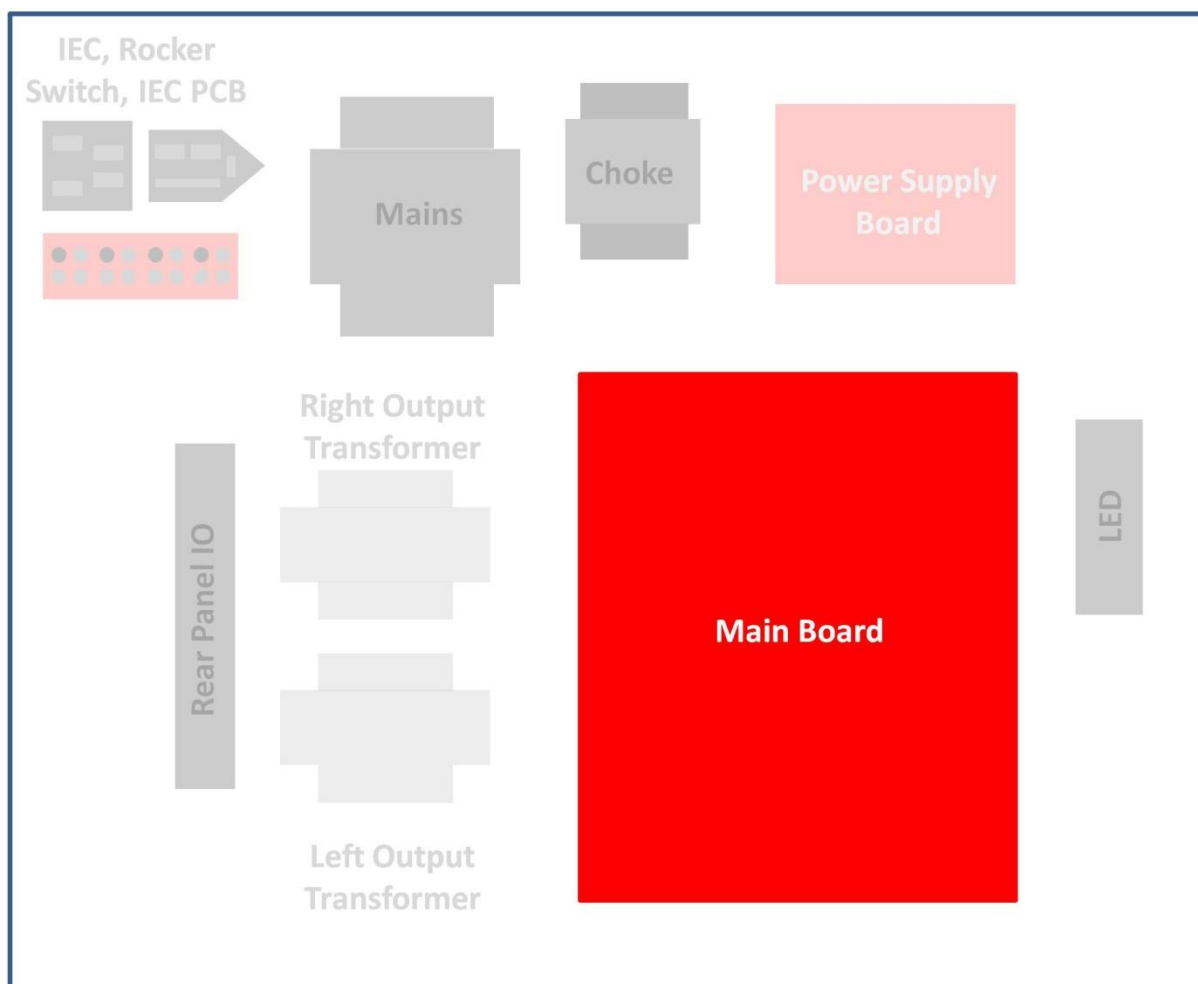 IEC, Rocker
Switch, IEC PCB
Mains
Choke
Power Supply
Board
Right Output
Transformer
Rear Panel IO
Main Board
LED
Left Output
Transformer